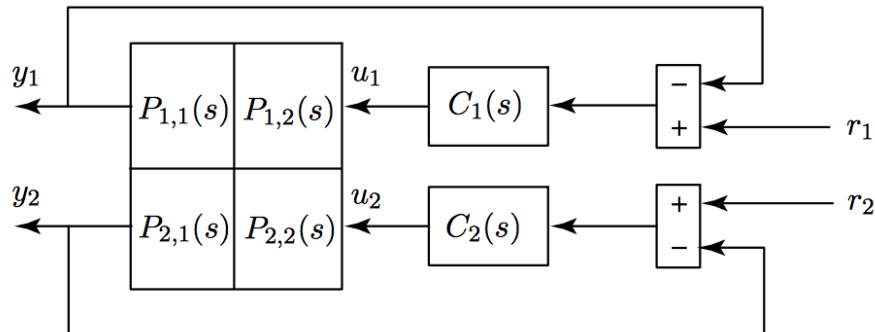 −
y₁ u₁
P₁,₁(s) P₁,₂(s) C₁(s)
+ r₁
y₂ u₂ + r₂
P₂,₁(s) P₂,₂(s) C₂(s)
−